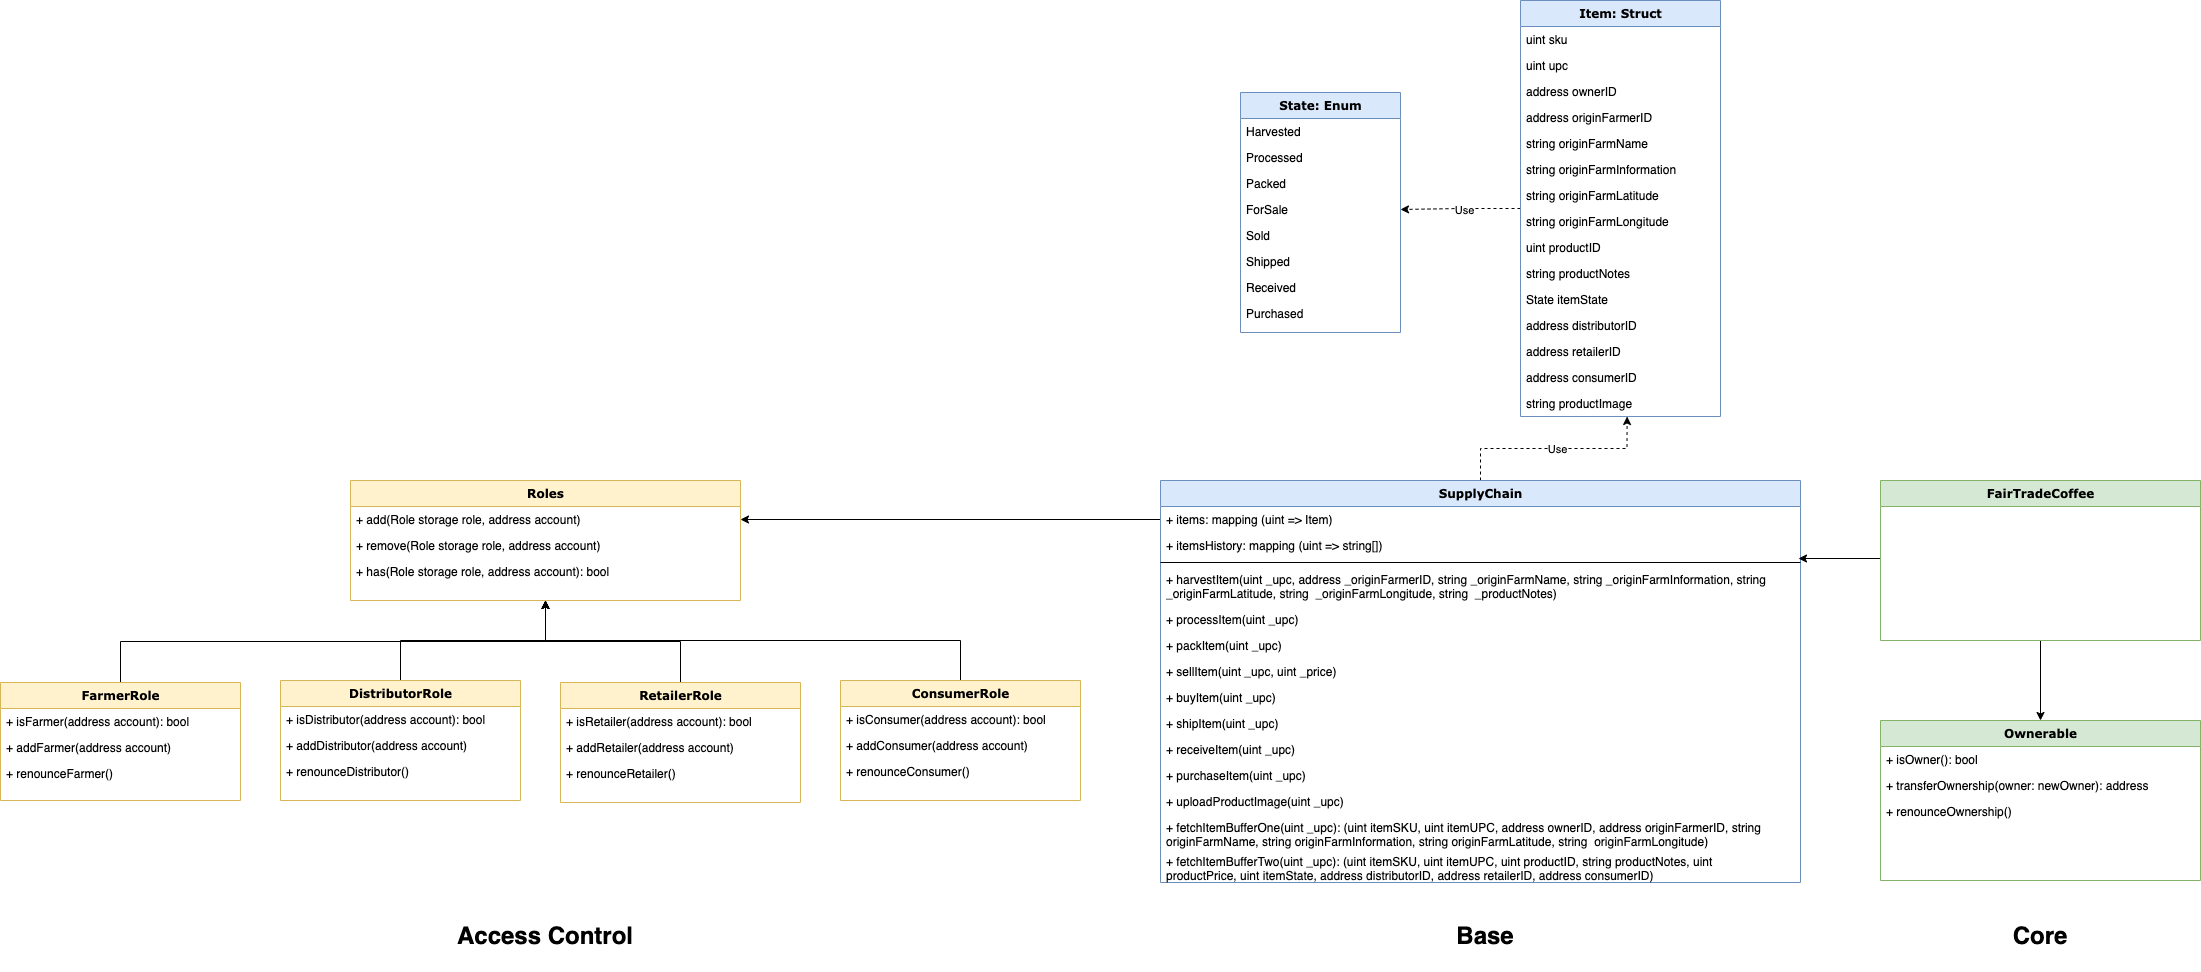 Item: Struct
uint sku
uint upc
address ownerID
address originFarmerID
string originFarmName
string originFarmInformation
string originFarmLatitude
string originFarmLongitude
uint productID
string productNotes
State itemState
address distributorID
address retailerID
address consumerID
string productImage
State: Enum
Harvested
Processed
Packed
ForSale
Sold
Shipped
Received
Purchased
Use
Use
Roles
+ add(Role storage role, address account)
+ remove(Role storage role, address account)
+ has(Role storage role, address account): bool
FarmerRole
+ isFarmer(address account): bool
+ addFarmer(address account)
+ renounceFarmer()
DistributorRole
+ isDistributor(address account): bool
+ addDistributor(address account)
+ renounceDistributor()
RetailerRole
+ isRetailer(address account): bool
+ addRetailer(address account)
+ renounceRetailer()
ConsumerRole
+ isConsumer(address account): bool
+ addConsumer(address account)
+ renounceConsumer()
SupplyChain
+ items: mapping (uint => Item)
+ itemsHistory: mapping (uint => string[])
+ harvestItem(uint _upc, address _originFarmerID, string _originFarmName, string _originFarmInformation, string
_originFarmLatitude, string  _originFarmLongitude, string  _productNotes)
+ processItem(uint _upc)
+ packItem(uint _upc)
+ sellItem(uint _upc, uint _price)
+ buyItem(uint _upc)
+ shipItem(uint _upc)
+ receiveItem(uint _upc)
+ purchaseItem(uint _upc)
+ uploadProductImage(uint _upc)
+ fetchItemBufferOne(uint _upc): (uint itemSKU, uint itemUPC, address ownerID, address originFarmerID, string
originFarmName, string originFarmInformation, string originFarmLatitude, string  originFarmLongitude)
+ fetchItemBufferTwo(uint _upc): (uint itemSKU, uint itemUPC, uint productID, string productNotes, uint
productPrice, uint itemState, address distributorID, address retailerID, address consumerID)
FairTradeCoffee
Ownerable
+ isOwner(): bool
+ transferOwnership(owner: newOwner): address
+ renounceOwnership()
Access Control
Base
Core